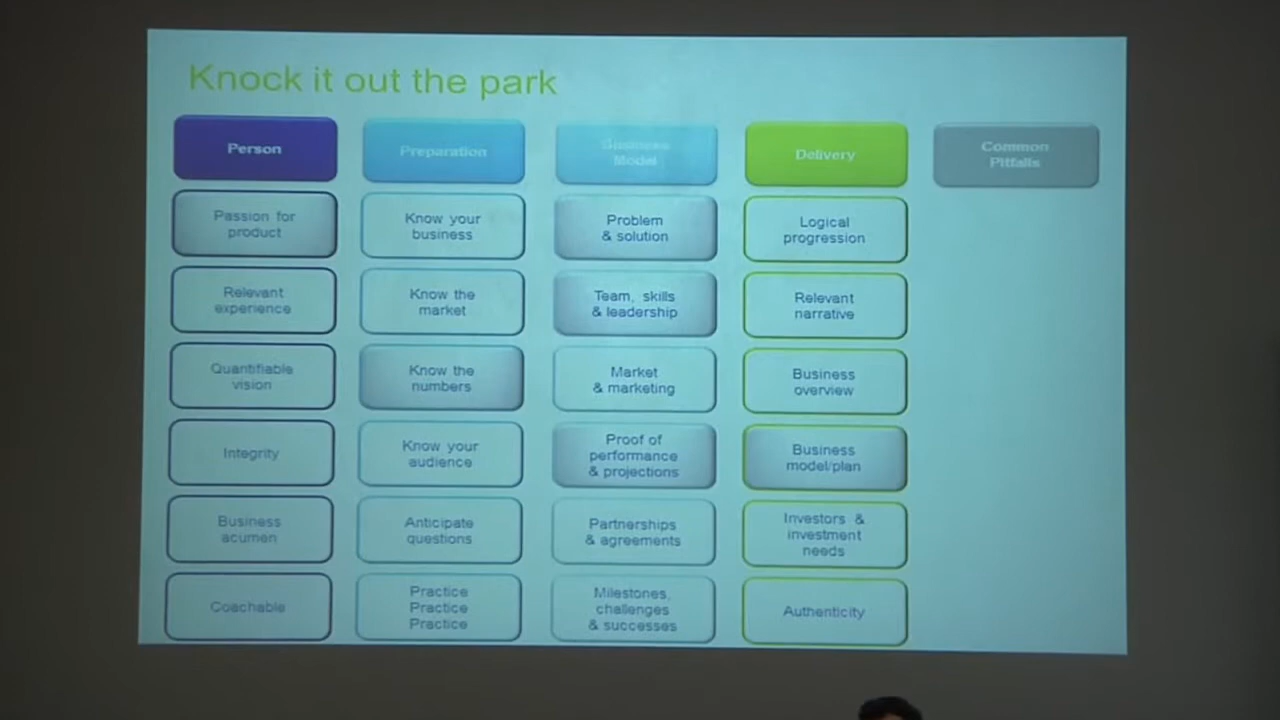 Knock it out the park
Person
Preparation
Business
Model
Delivery
Common
Pitfalls
Passion for
product
Know your
business
Problem
& solution
Logical
progression
Relevant
experience
Know the
market
Team, skills
& leadership
Relevant
narrative
Quantifiable
vision
Know the
numbers
Market
& marketing
Business
overview
Integrity
Know your
audience
Proof of
performance
& projections
Business
model/plan
Business
acumen
Anticipate
questions
Partnerships
& agreements
Investors &
investment
needs
Coachable
Practice
Practice
Practice
Milestones,
challenges
& successes
Authenticity